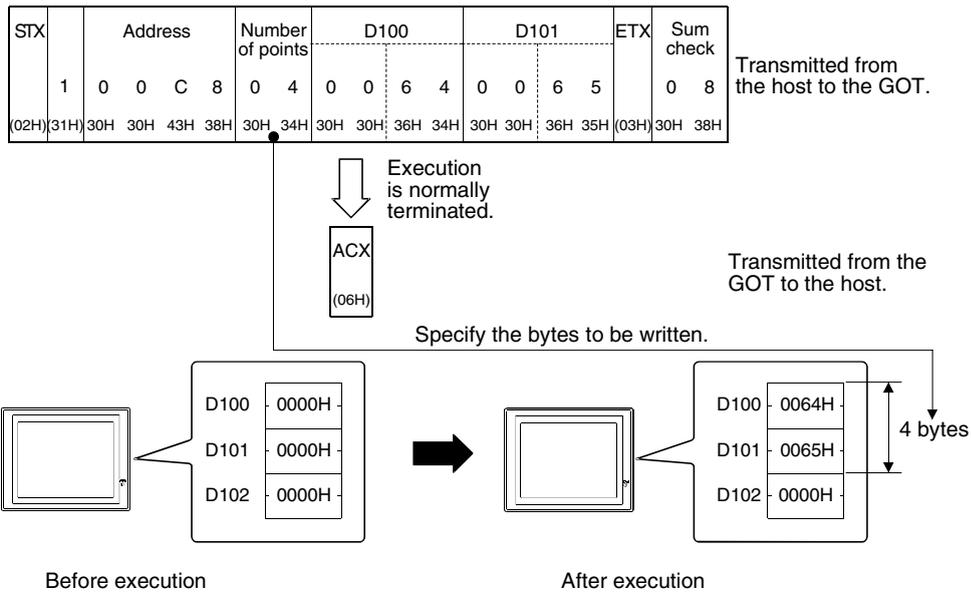 STX Address Number of points D100 D101 ETX Sum check
1 0 0 C 8 0 4 0 0 6 4 0 0 6 5 0 8
(02H) (31H) 30H 30H 43H 38H 30H 34H 30H 30H 36H 34H 30H 30H 36H 35H (03H) 30H 38H
Transmitted from
the host to the GOT.
Execution
is normally
terminated.
ACX
(06H)
Transmitted from the
GOT to the host.
Specify the bytes to be written.
D100 0000H
D101 0000H
D102 0000H
D100 0064H
D101 0065H
D102 0000H
4 bytes
Before execution
After execution